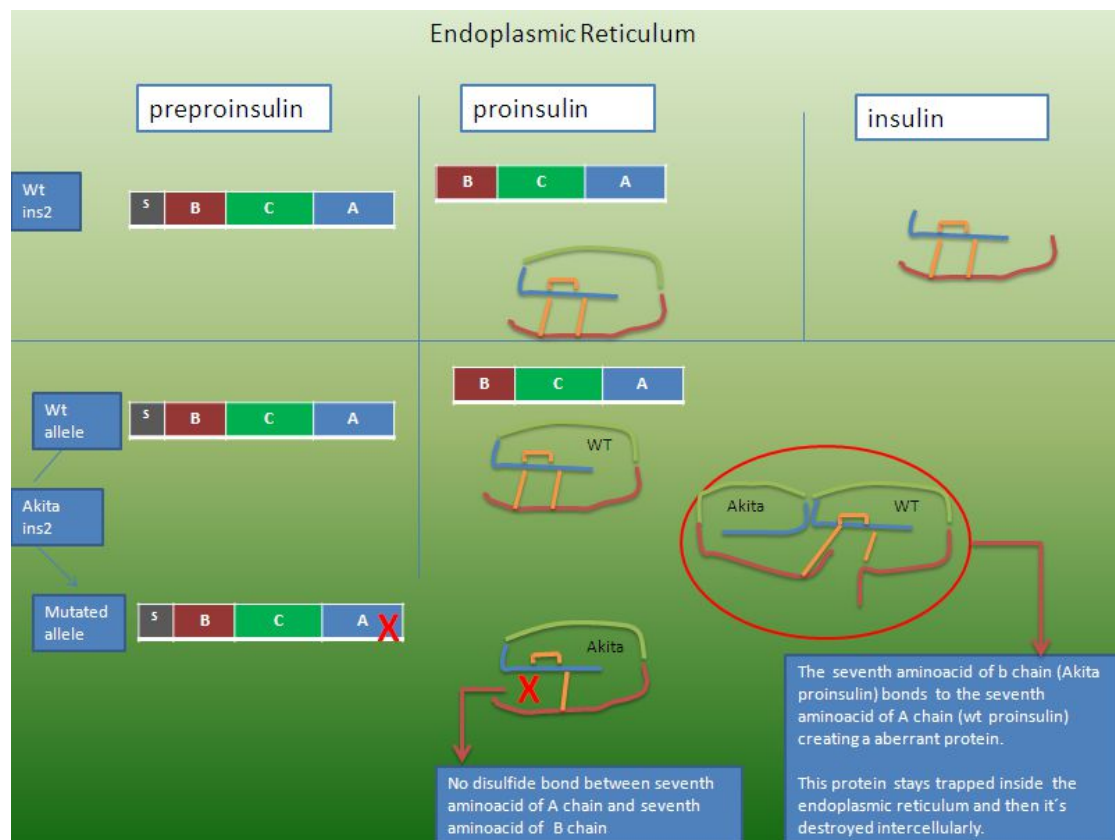 Endoplasmic Reticulum
preproinsulin
proinsulin
insulin
Wt
ins2
S B C A
B C A
Wt
allele
S B C A
B C A
WT
Akita
ins2
Akita WT
Mutated
allele
S B C A X
Akita
X
No disulfide bond between seventh
aminoacid of A chain and seventh
aminoacid of B chain
The seventh aminoacid of b chain (Akita
proinsulin) bonds to the seventh
aminoacid of A chain (wt proinsulin)
creating a aberrant protein.
This protein stays trapped inside the
endoplasmic reticulum and then it´s
destroyed intercellularly.